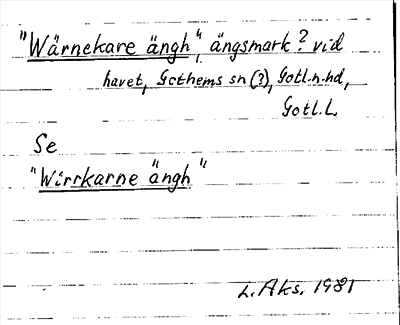 "Wärnekare ängh", ängsmark? vid
havet, Gothems sn (?), Gotl.n.hd,
Gotl.L
Se
"Wirrkarne ängh"
L. Aks. 1981